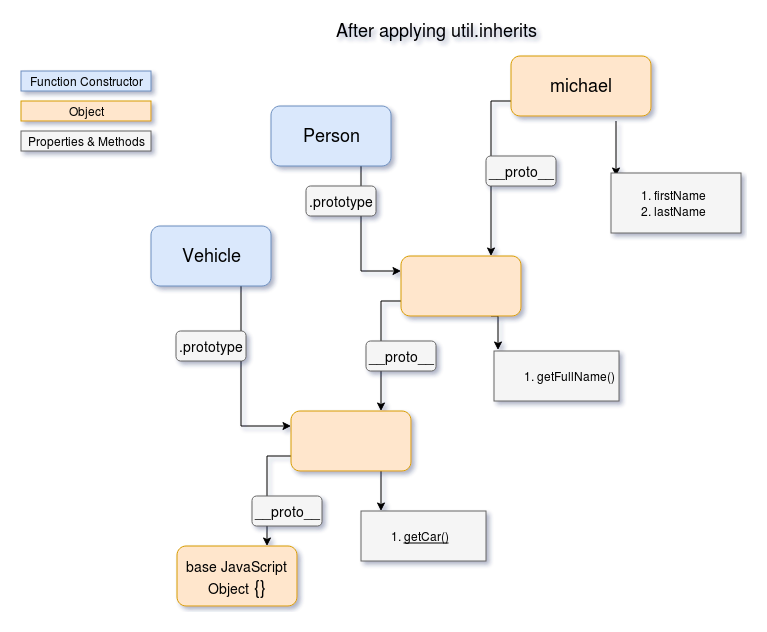 After applying util.inherits
Function Constructor
Object
Properties & Methods
michael
Person
__proto__
1. firstName
2. lastName
.prototype
Vehicle
.prototype
__proto__
1. getFullName()
__proto__
1. getCar()
base JavaScript
Object {}